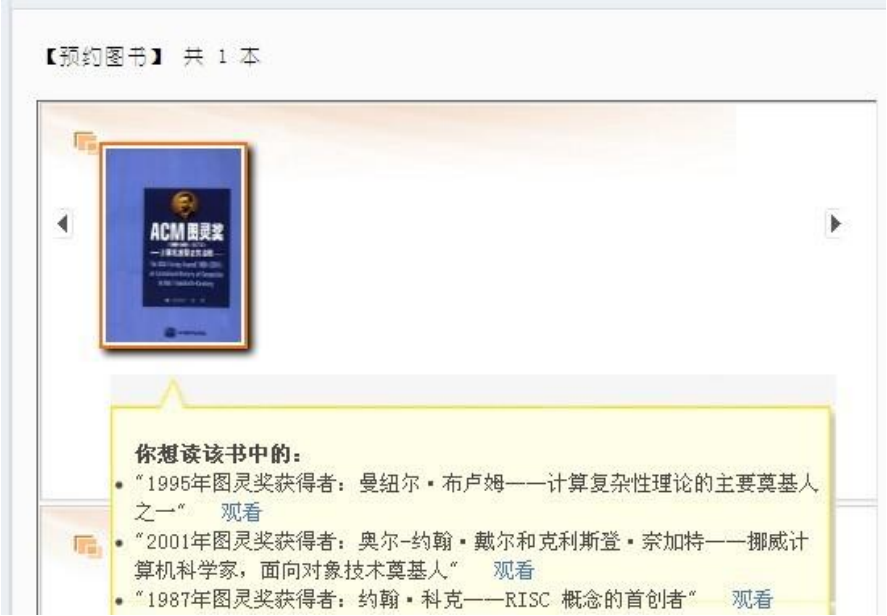 【预约图书】 共 1 本
ACM图灵奖
你想读该书中的：
• “1995年图灵奖获得者：曼纽尔·布卢姆——计算复杂性理论的主要奠基人
之一” 观看
• “2001年图灵奖获得者：奥尔-约翰·戴尔和克利斯登·奈加特——挪威计
算机科学家，面向对象技术奠基人” 观看
• “1987年图灵奖获得者：约翰·科克——RISC 概念的首创者” 观看